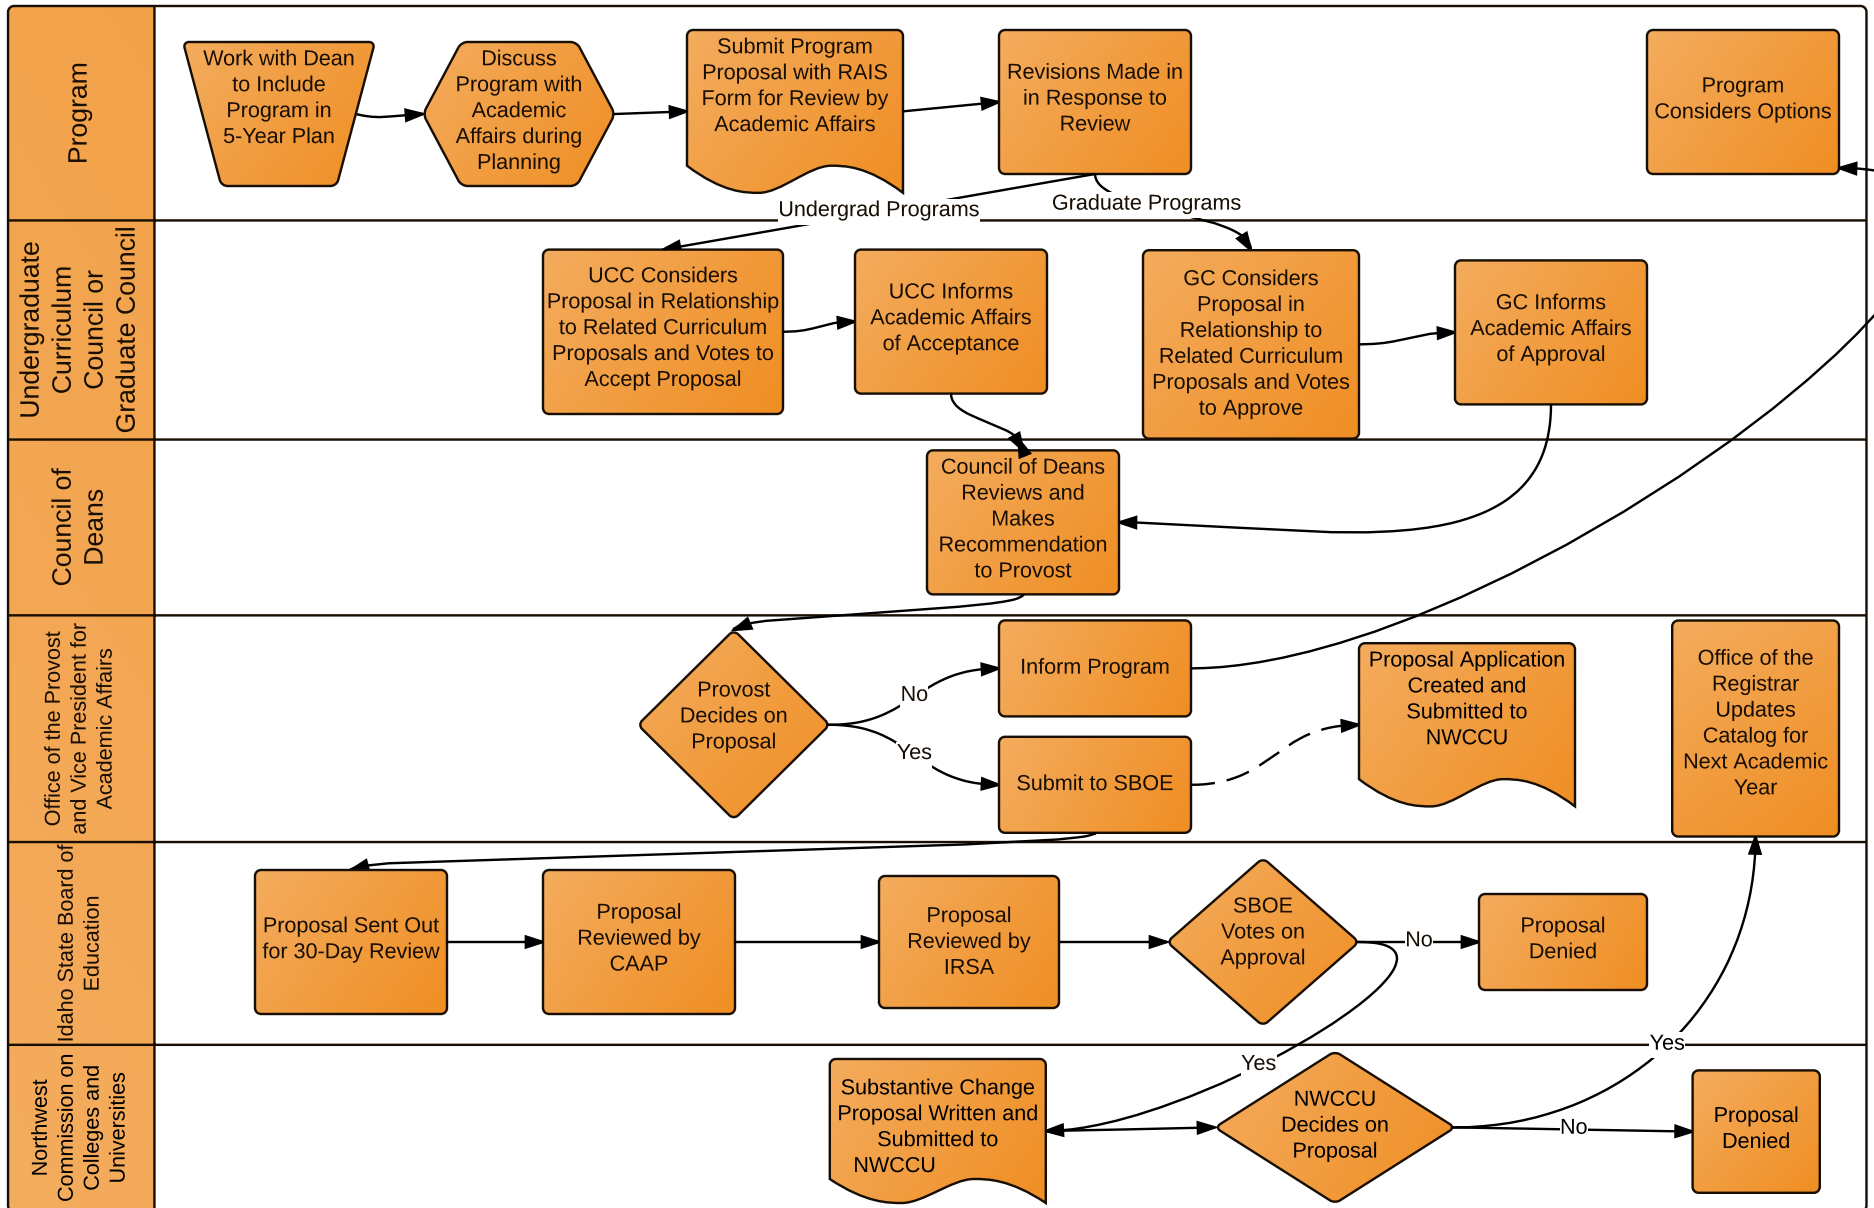 Program
Work with Dean
to Include
Program in
5-Year Plan
Discuss
Program with
Academic
Affairs during
Planning
Submit Program
Proposal with RAIS
Form for Review by
Academic Affairs
Revisions Made in
in Response to
Review
Program
Considers Options
Undergrad Programs
Graduate Programs
Undergraduate
Curriculum
Council or
Graduate Council
UCC Considers
Proposal in Relationship
to Related Curriculum
Proposals and Votes to
Accept Proposal
UCC Informs
Academic Affairs
of Acceptance
GC Considers
Proposal in
Relationship to
Related Curriculum
Proposals and Votes
to Approve
GC Informs
Academic Affairs
of Approval
Council of
Deans
Council of Deans
Reviews and
Makes
Recommendation
to Provost
Office of the Provost
and Vice President for
Academic Affairs
Provost
Decides on
Proposal
No
Yes
Inform Program
Submit to SBOE
Proposal Application
Created and
Submitted to
NWCCU
Office of the
Registrar
Updates
Catalog for
Next Academic
Year
Idaho State Board of
Education
Proposal Sent Out
for 30-Day Review
Proposal
Reviewed by
CAAP
Proposal
Reviewed by
IRSA
SBOE
Votes on
Approval
No
Proposal
Denied
Yes
Yes
Northwest
Commission on
Colleges and
Universities
Substantive Change
Proposal Written and
Submitted to
NWCCU
NWCCU
Decides on
Proposal
No
Proposal
Denied